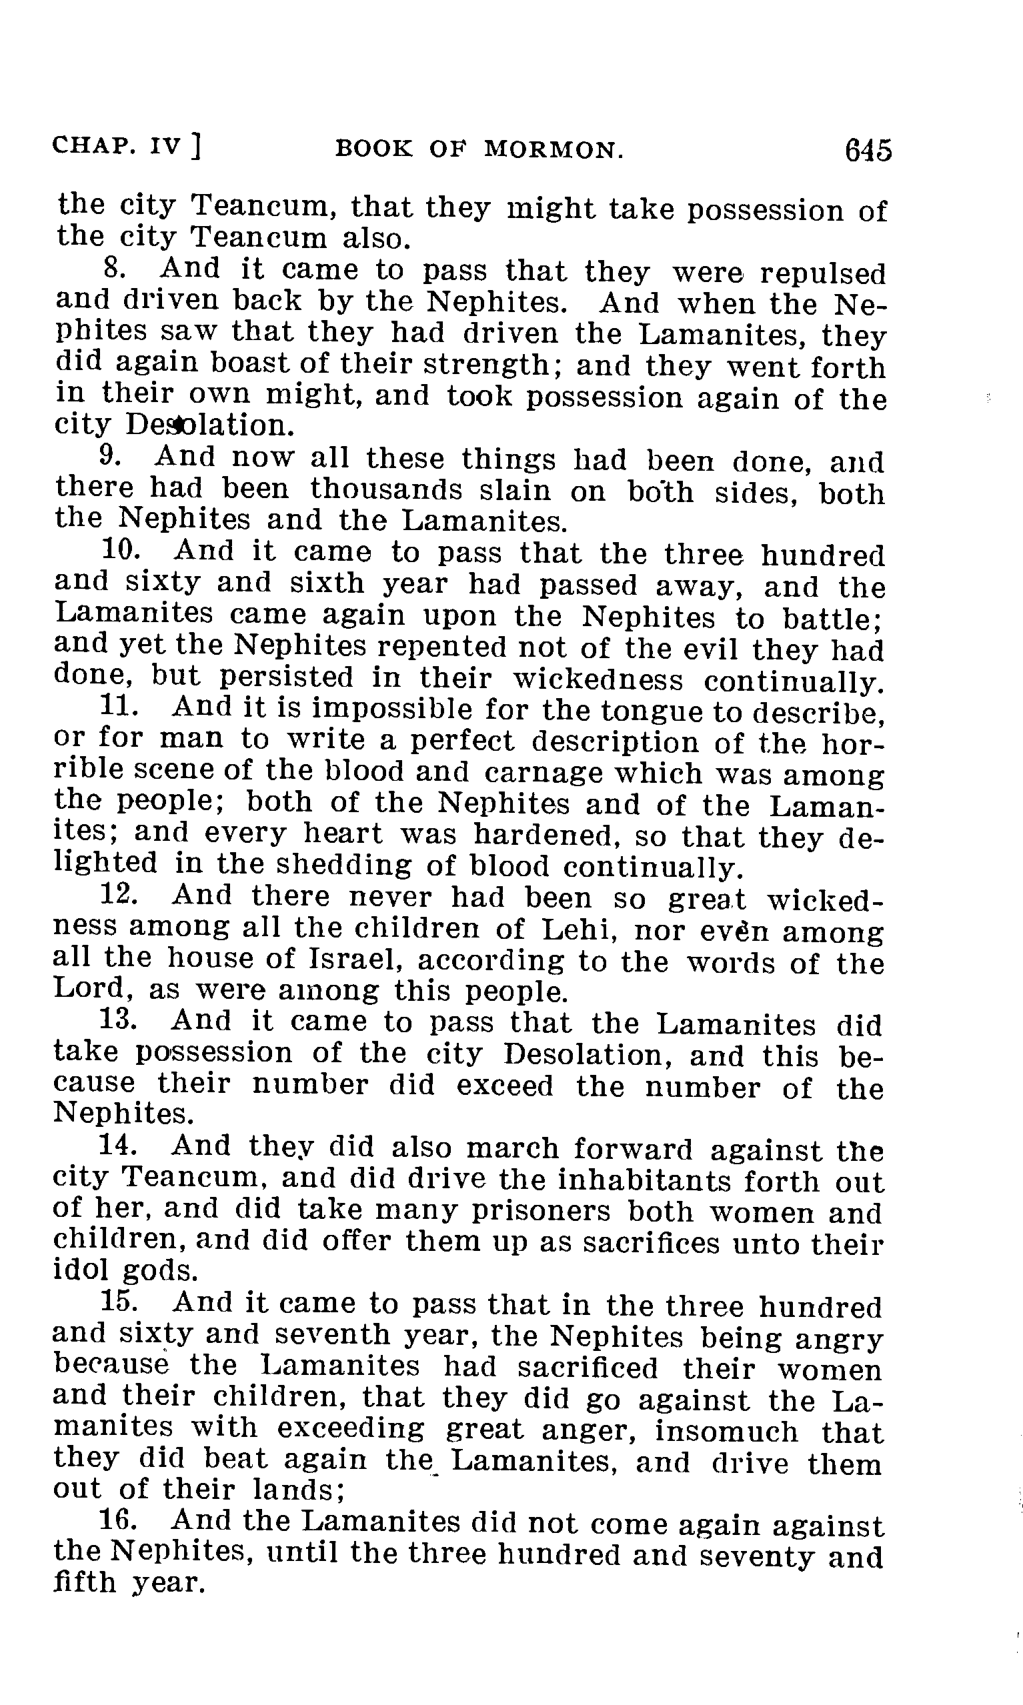 CHAP. IV ] BOOK OF MORMON. 645
the city Teancum, that they might take possession of
the city Teancum also.
8. And it came to pass that they were repulsed
and driven back by the Nephites. And when the Ne-
phites saw that they had driven the Lamanites, they
did again boast of their strength; and they went forth
in their own might, and took possession again of the
city Desolation.
9. And now all these things had been done, and
there had been thousands slain on both sides, both
the Nephites and the Lamanites.
10. And it came to pass that the three hundred
and sixty and sixth year had passed away, and the
Lamanites came again upon the Nephites to battle;
and yet the Nephites repented not of the evil they had
done, but persisted in their wickedness continually.
11. And it is impossible for the tongue to describe,
or for man to write a perfect description of the hor-
rible scene of the blood and carnage which was among
the people; both of the Nephites and of the Laman-
ites; and every heart was hardened, so that they de-
lighted in the shedding of blood continually.
12. And there never had been so great wicked-
ness among all the children of Lehi, nor even among
all the house of Israel, according to the words of the
Lord, as were among this people.
13. And it came to pass that the Lamanites did
take possession of the city Desolation, and this be-
cause their number did exceed the number of the
Nephites.
14. And they did also march forward against the
city Teancum, and did drive the inhabitants forth out
of her, and did take many prisoners both women and
children, and did offer them up as sacrifices unto their
idol gods.
15. And it came to pass that in the three hundred
and sixty and seventh year, the Nephites being angry
because the Lamanites had sacrificed their women
and their children, that they did go against the La-
manites with exceeding great anger, insomuch that
they did beat again the Lamanites, and drive them
out of their lands;
16. And the Lamanites did not come again against
the Nephites, until the three hundred and seventy and
fifth year.